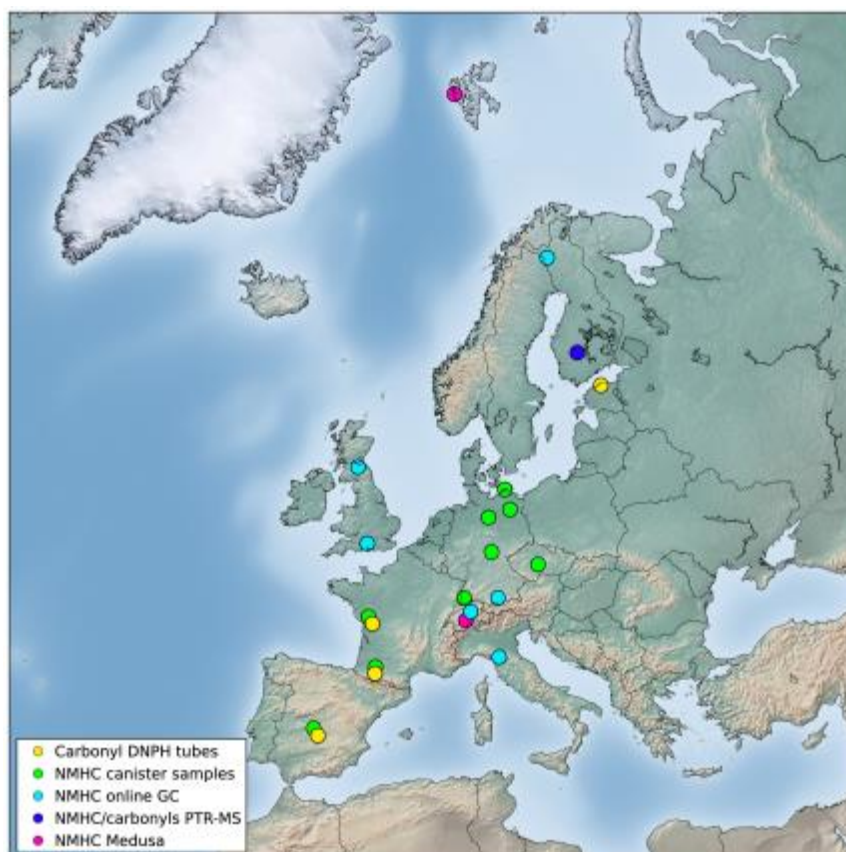 Carbonyl DNPH tubes
NMHC canister samples
NMHC online GC
NMHC/carbonyls PTR-MS
NMHC Medusa